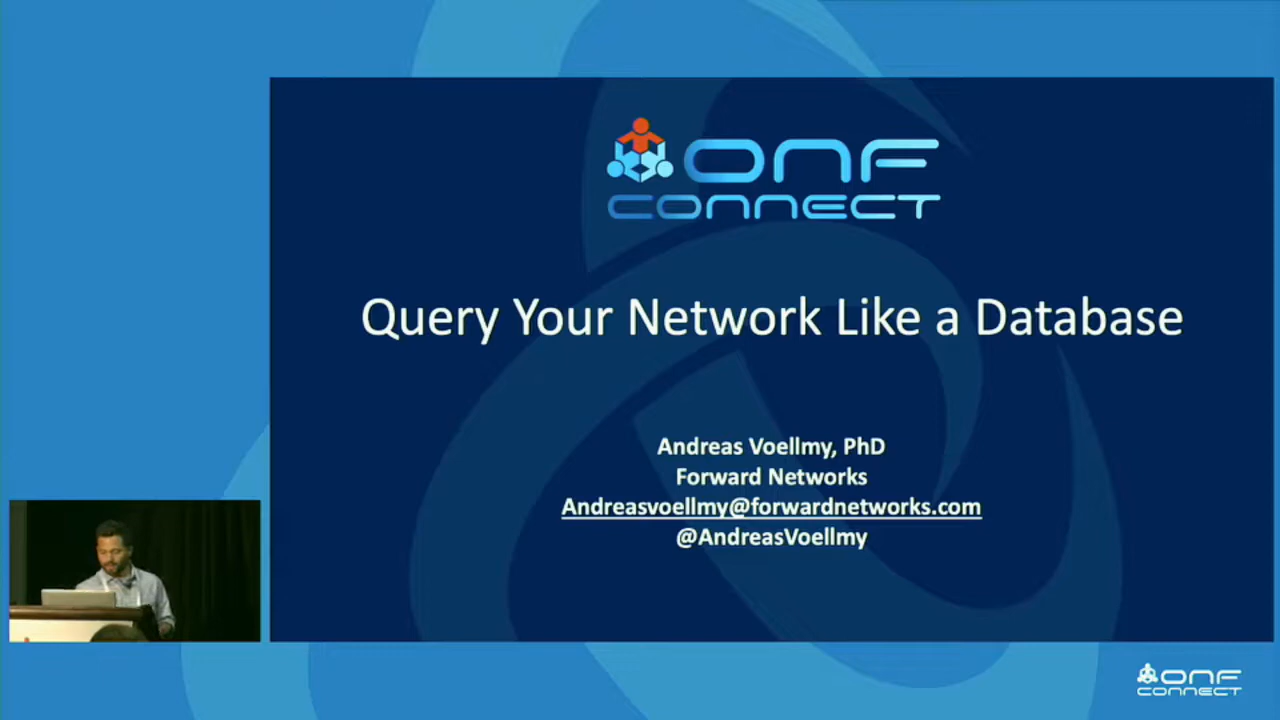 ONF
CONNECT
Query Your Network Like a Database
Andreas Voellmy, PhD
Forward Networks
Andreasvoellmy@forwardnetworks.com
@AndreasVoellmy
ONF
CONNECT